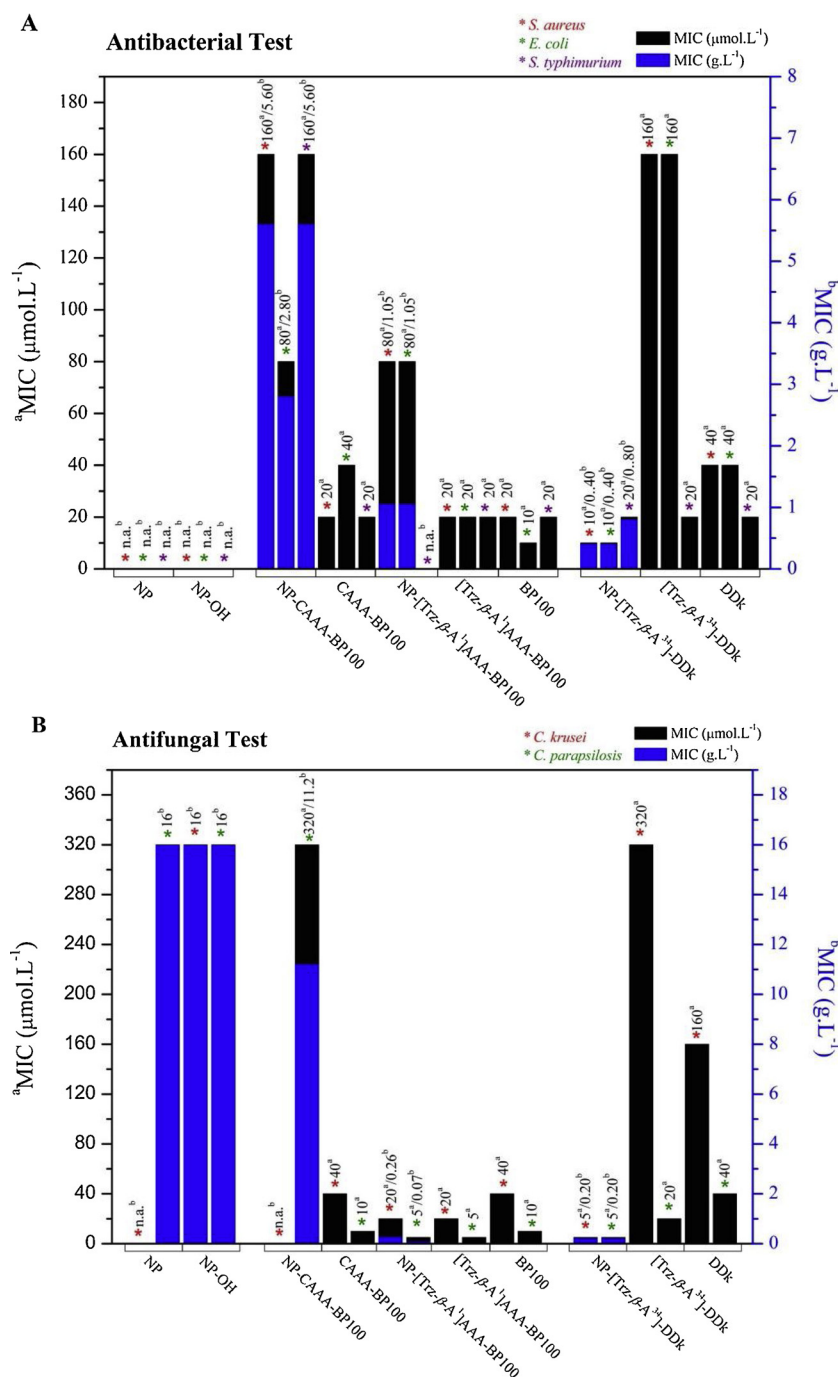 A
Antibacterial Test
* S. aureus
* E. coli
* S. typhimurium
MIC (μmol.L⁻¹)
MIC (g.L⁻¹)
ᵃMIC (μmol.L⁻¹)
180
160
140
120
100
80
60
40
20
0
* n.a.ᵇ
* n.a.ᵇ
* n.a.ᵇ
* n.a.ᵇ
* n.a.ᵇ
* n.a.ᵇ
*160ᵃ/5.60ᵇ
*80ᵃ/2.80ᵇ
*160ᵃ/5.60ᵇ
*20ᵃ
*40ᵃ
*20ᵃ
*80ᵃ/1.05ᵇ
*80ᵃ/1.05ᵇ
* n.a.ᵇ
*20ᵃ
*20ᵃ
*20ᵃ
*20ᵃ
*10ᵃ
*20ᵃ
*10ᵃ/0..40ᵇ
*10ᵃ/0..40ᵇ
*20ᵃ/0..80ᵇ
*160ᵃ
*160ᵃ
*20ᵃ
*40ᵃ
*40ᵃ
*20ᵃ
8
7
6
5
4
3
2
1
0
ᵇMIC (g.L⁻¹)
NP
NP-OH
NP-CAAA-BP100
CAAA-BP100
NP-[Trz-β-A¹]AAA-BP100
[Trz-β-A¹]AAA-BP100
BP100
NP-[Trz-β-A³⁴]-DDk
[Trz-β-A³⁴]-DDk
DDk
B
Antifungal Test
* C. krusei
* C. parapsilosis
MIC (μmol.L⁻¹)
MIC (g.L⁻¹)
ᵃMIC (μmol.L⁻¹)
360
320
280
240
200
160
120
80
40
0
*n.a.ᵇ
*16ᵇ
*16ᵇ
*16ᵇ
*n.a.ᵇ
*320ᵃ/11.2ᵇ
*40ᵃ
*10ᵃ
*20ᵃ/0.26ᵇ
*5ᵃ/0.07ᵇ
*20ᵃ
*5ᵃ
*40ᵃ
*10ᵃ
*5ᵃ/0.20ᵇ
*5ᵃ/0.20ᵇ
*320ᵃ
*20ᵃ
*160ᵃ
*40ᵃ
18
16
14
12
10
8
6
4
2
0
ᵇMIC (g.L⁻¹)
NP
NP-OH
NP-CAAA-BP100
CAAA-BP100
NP-[Trz-β-A¹]AAA-BP100
[Trz-β-A¹]AAA-BP100
BP100
NP-[Trz-β-A³⁴]-DDk
[Trz-β-A³⁴]-DDk
DDk